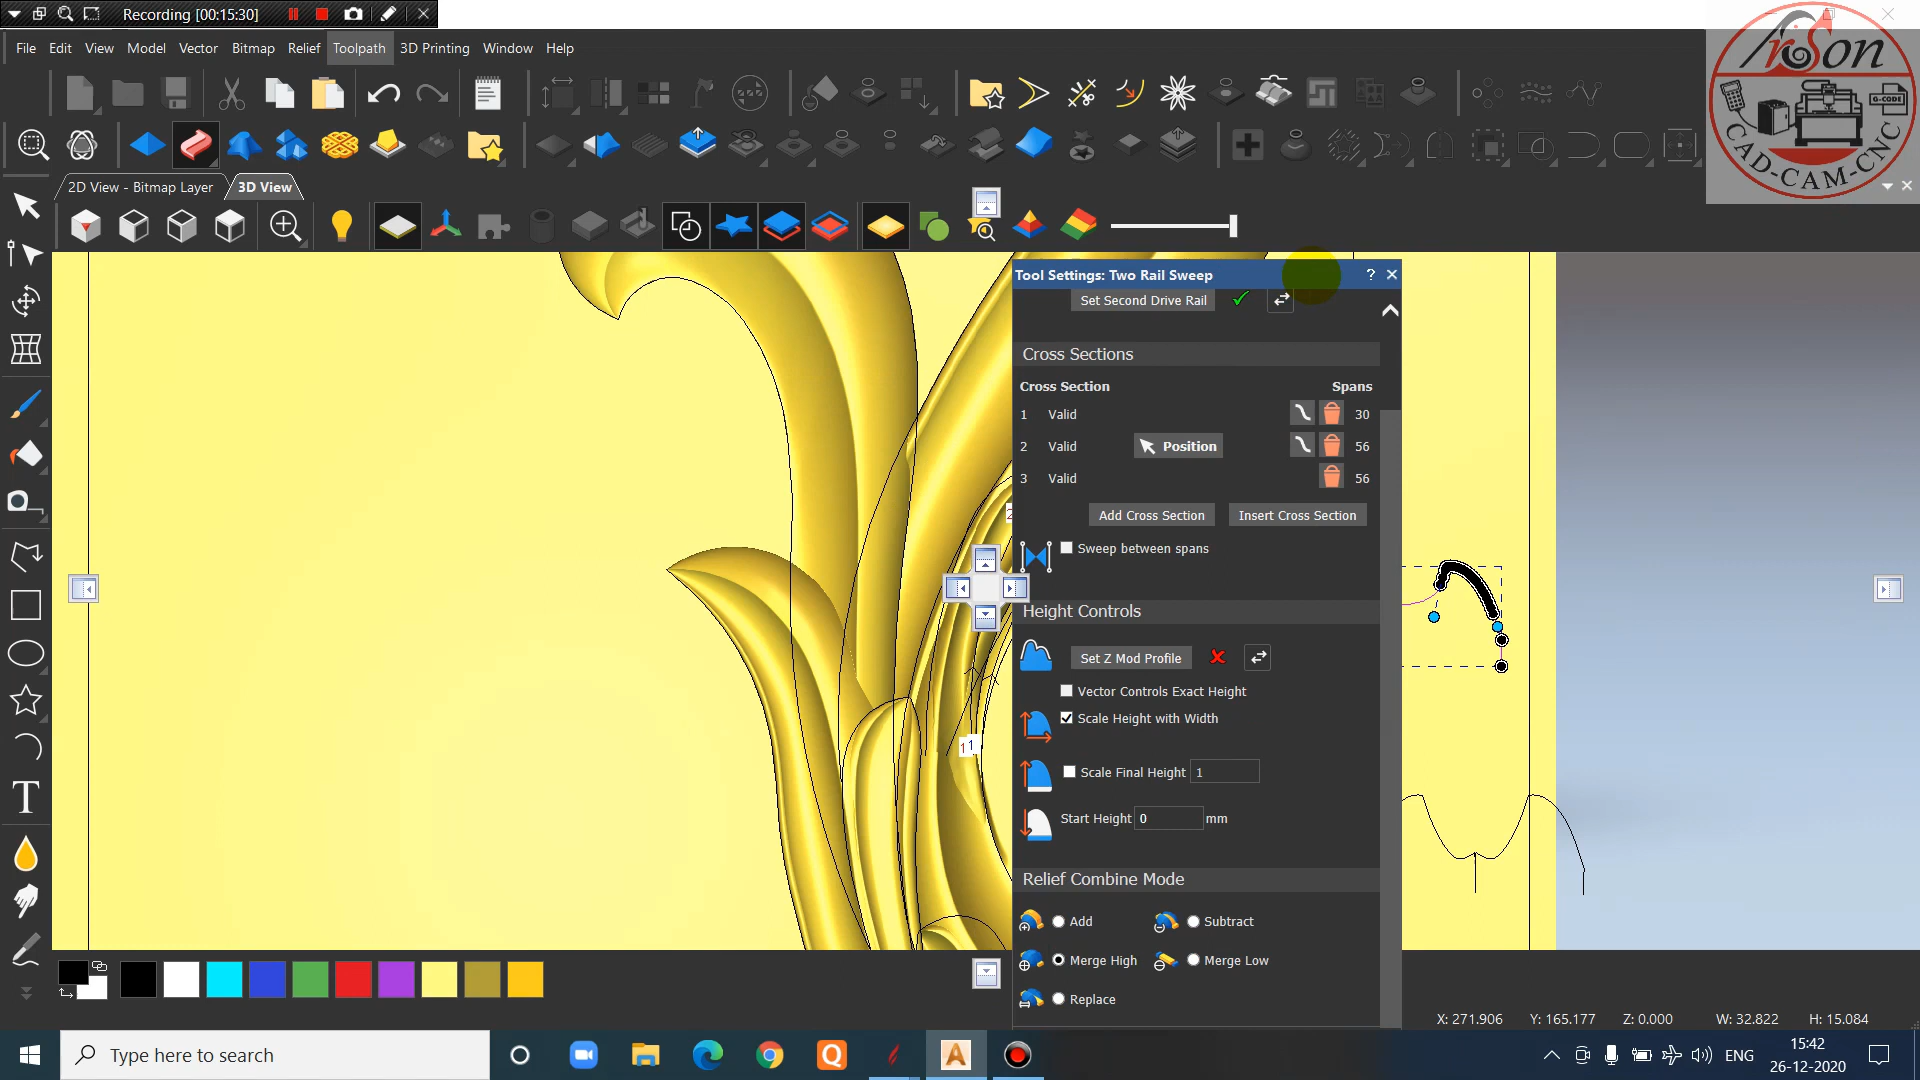 Recording [00:15:30]
File Edit View Model Vector Bitmap Relief Toolpath 3D Printing Window Help
ArSon
G-CODE
CAD-CAM-CNC
2D View - Bitmap Layer 3D View
Tool Settings: Two Rail Sweep ? ×
Set Second Drive Rail
Cross Sections
Cross Section Spans
1 Valid 30
2 Valid Position 56
3 Valid 56
Add Cross Section Insert Cross Section
Sweep between spans
Height Controls
Set Z Mod Profile
Vector Controls Exact Height
Scale Height with Width
Scale Final Height 1
Start Height 0 mm
Relief Combine Mode
Add Subtract
Merge High Merge Low
Replace
2
1 1
X: 271.906 Y: 165.177 Z: 0.000 W: 32.822 H: 15.084
Type here to search
ENG
15:42
26-12-2020